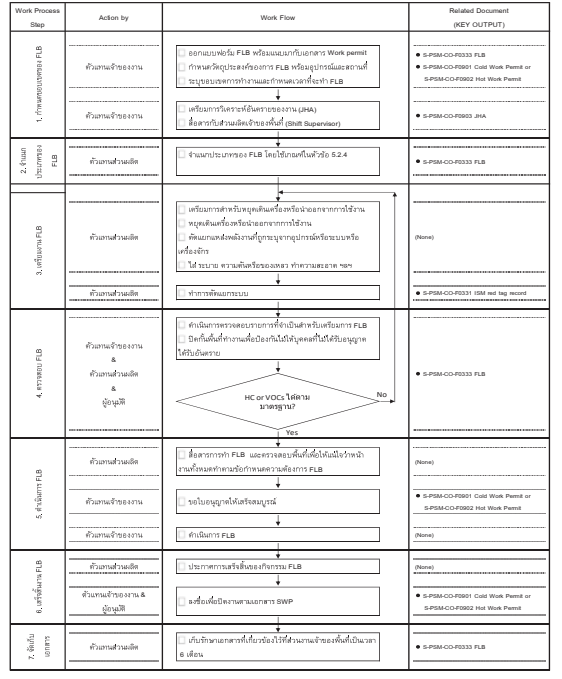 Work Process Step
Action by
Work Flow
Related Document
(KEY OUTPUT)
1. กำหนดขอบเขตของ FLB
ตัวแทนเจ้าของงาน
ออกแบบฟอร์ม FLB พร้อมแนบมากับเอกสาร Work permit
กำหนดวัตถุประสงค์ของการ FLB พร้อมอุปกรณ์และสถานที่
ระบุขอบเขตการทำงานและกำหนดเวลาที่จะทำ FLB
S-PSM-CO-F0333 FLB
S-PSM-CO-F0901 Cold Work Permit or
S-PSM-CO-F0902 Hot Work Permit
ตัวแทนเจ้าของงาน
เตรียมการวิเคราะห์อันตรายของงาน (JHA)
สื่อสารกับส่วนผลิตเจ้าของพื้นที่ (Shift Supervisor)
S-PSM-CO-F0903 JHA
2. จำแนกประเภทของ FLB
ตัวแทนส่วนผลิต
จำแนกประเภทของ FLB โดยใช้เกณฑ์ในหัวข้อ 5.2.4
S-PSM-CO-F0333 FLB
3. เตรียมงาน FLB
ตัวแทนส่วนผลิต
เตรียมการสำหรับหยุดเดินเครื่องหรือนำออกจากการใช้งาน
หยุดเดินเครื่องหรือนำออกจากการใช้งาน
ตัดแยกแหล่งพลังงานที่ถูกระบุจากอุปกรณ์หรือระบบหรือ
เครื่องจักร
ไล่ ระบาย ความดันหรือของเหลว ทำความสะอาด ฯลฯ
(None)
ตัวแทนส่วนผลิต
ทำการตัดแยกระบบ
S-PSM-CO-F0331 ISM red tag record
4. ตรวจสอบ FLB
ตัวแทนเจ้าของงาน
&
ตัวแทนส่วนผลิต
&
ผู้อนุมัติ
ดำเนินการตรวจสอบรายการที่จำเป็นสำหรับเตรียมการ FLB
ปิดกั้นพื้นที่ทำงานเพื่อป้องกันไม่ให้บุคคลที่ไม่ได้รับอนุญาต
ได้รับอันตราย
HC or VOCs ได้ตาม
มาตรฐาน?
No
Yes
S-PSM-CO-F0333 FLB
5. ดำเนินการ FLB
ตัวแทนส่วนผลิต
สื่อสารการทำ FLB และตรวจสอบพื้นที่เพื่อให้แน่ใจว่าหน้า
งานทั้งหมดทำตามข้อกำหนดความต้องการ FLB
(None)
ตัวแทนเจ้าของงาน
ขอใบอนุญาตให้เสร็จสมบูรณ์
S-PSM-CO-F0901 Cold Work Permit or
S-PSM-CO-F0902 Hot Work Permit
ตัวแทนเจ้าของงาน
ดำเนินการ FLB
(None)
6. เสร็จสิ้นงาน FLB
ตัวแทนส่วนผลิต
ประกาศการเสร็จสิ้นของกิจกรรม FLB
(None)
ตัวแทนเจ้าของงาน &
ผู้อนุมัติ
ลงชื่อเพื่อปิดงานตามเอกสาร SWP
S-PSM-CO-F0901 Cold Work Permit or
S-PSM-CO-F0902 Hot Work Permit
7. จัดเก็บเอกสาร
ตัวแทนส่วนผลิต
เก็บรักษาเอกสารที่เกี่ยวข้องไว้ที่ส่วนงานเจ้าของพื้นที่เป็นเวลา
6 เดือน
S-PSM-CO-F0333 FLB